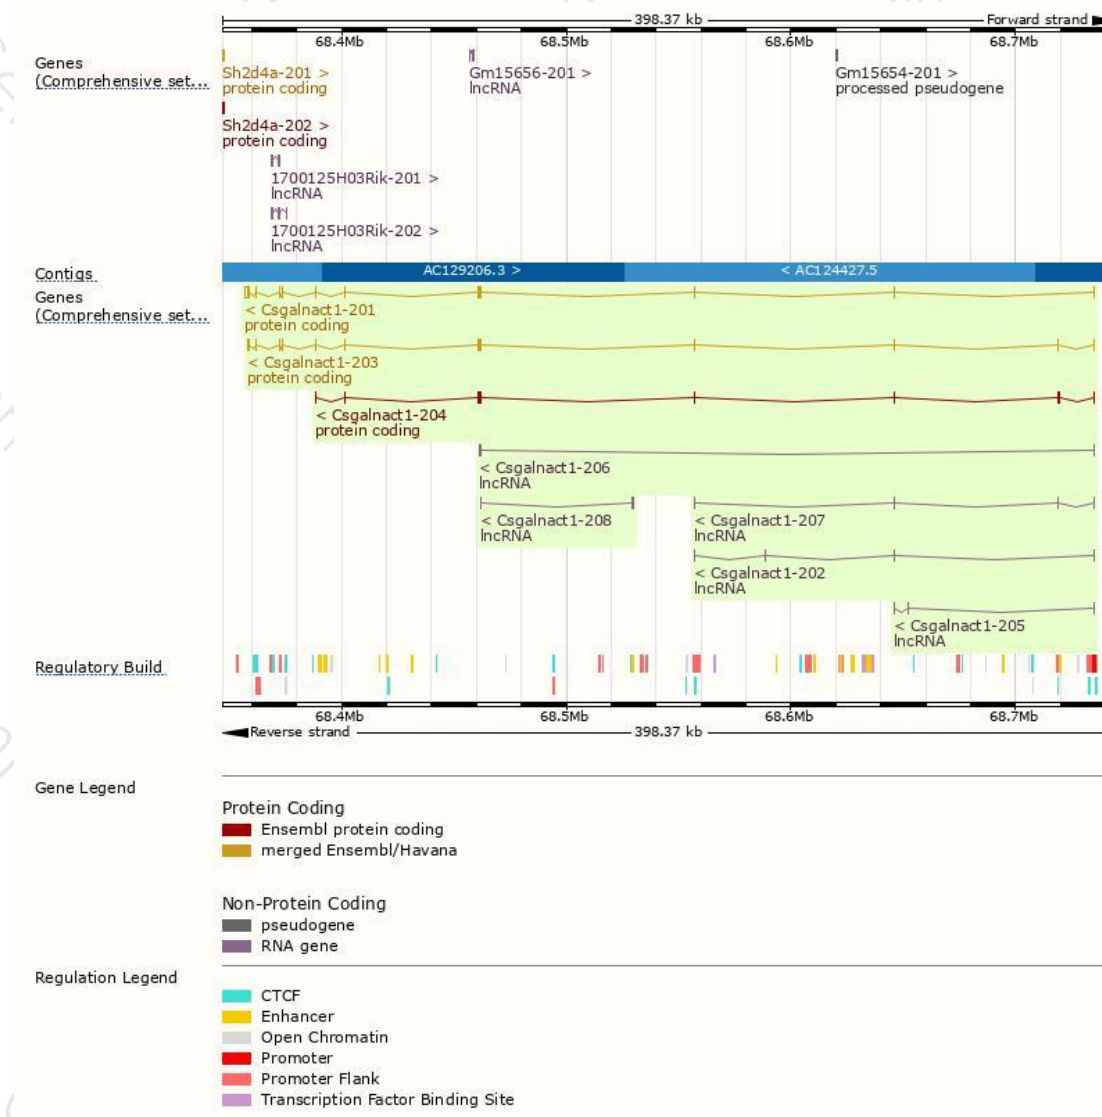 398.37 kb Forward strand
68.4Mb 68.5Mb 68.6Mb 68.7Mb
Genes
(Comprehensive set...
Sh2d4a-201 > Gm15656-201 > Gm15654-201 >
protein coding lncRNA processed pseudogene
Sh2d4a-202 >
protein coding
1700125H03Rik-201 >
lncRNA
1700125H03Rik-202 >
lncRNA
Contigs AC129206.3 > < AC124427.5
Genes
(Comprehensive set...
< Csgalnact1-201
protein coding
< Csgalnact1-203
protein coding
< Csgalnact1-204
protein coding
< Csgalnact1-206
lncRNA
< Csgalnact1-208 < Csgalnact1-207
lncRNA lncRNA
< Csgalnact1-202
lncRNA
< Csgalnact1-205
lncRNA
Regulatory Build
68.4Mb 68.5Mb 68.6Mb 68.7Mb
Reverse strand 398.37 kb
Gene Legend
Protein Coding
Ensembl protein coding
merged Ensembl/Havana
Non-Protein Coding
pseudogene
RNA gene
Regulation Legend
CTCF
Enhancer
Open Chromatin
Promoter
Promoter Flank
Transcription Factor Binding Site